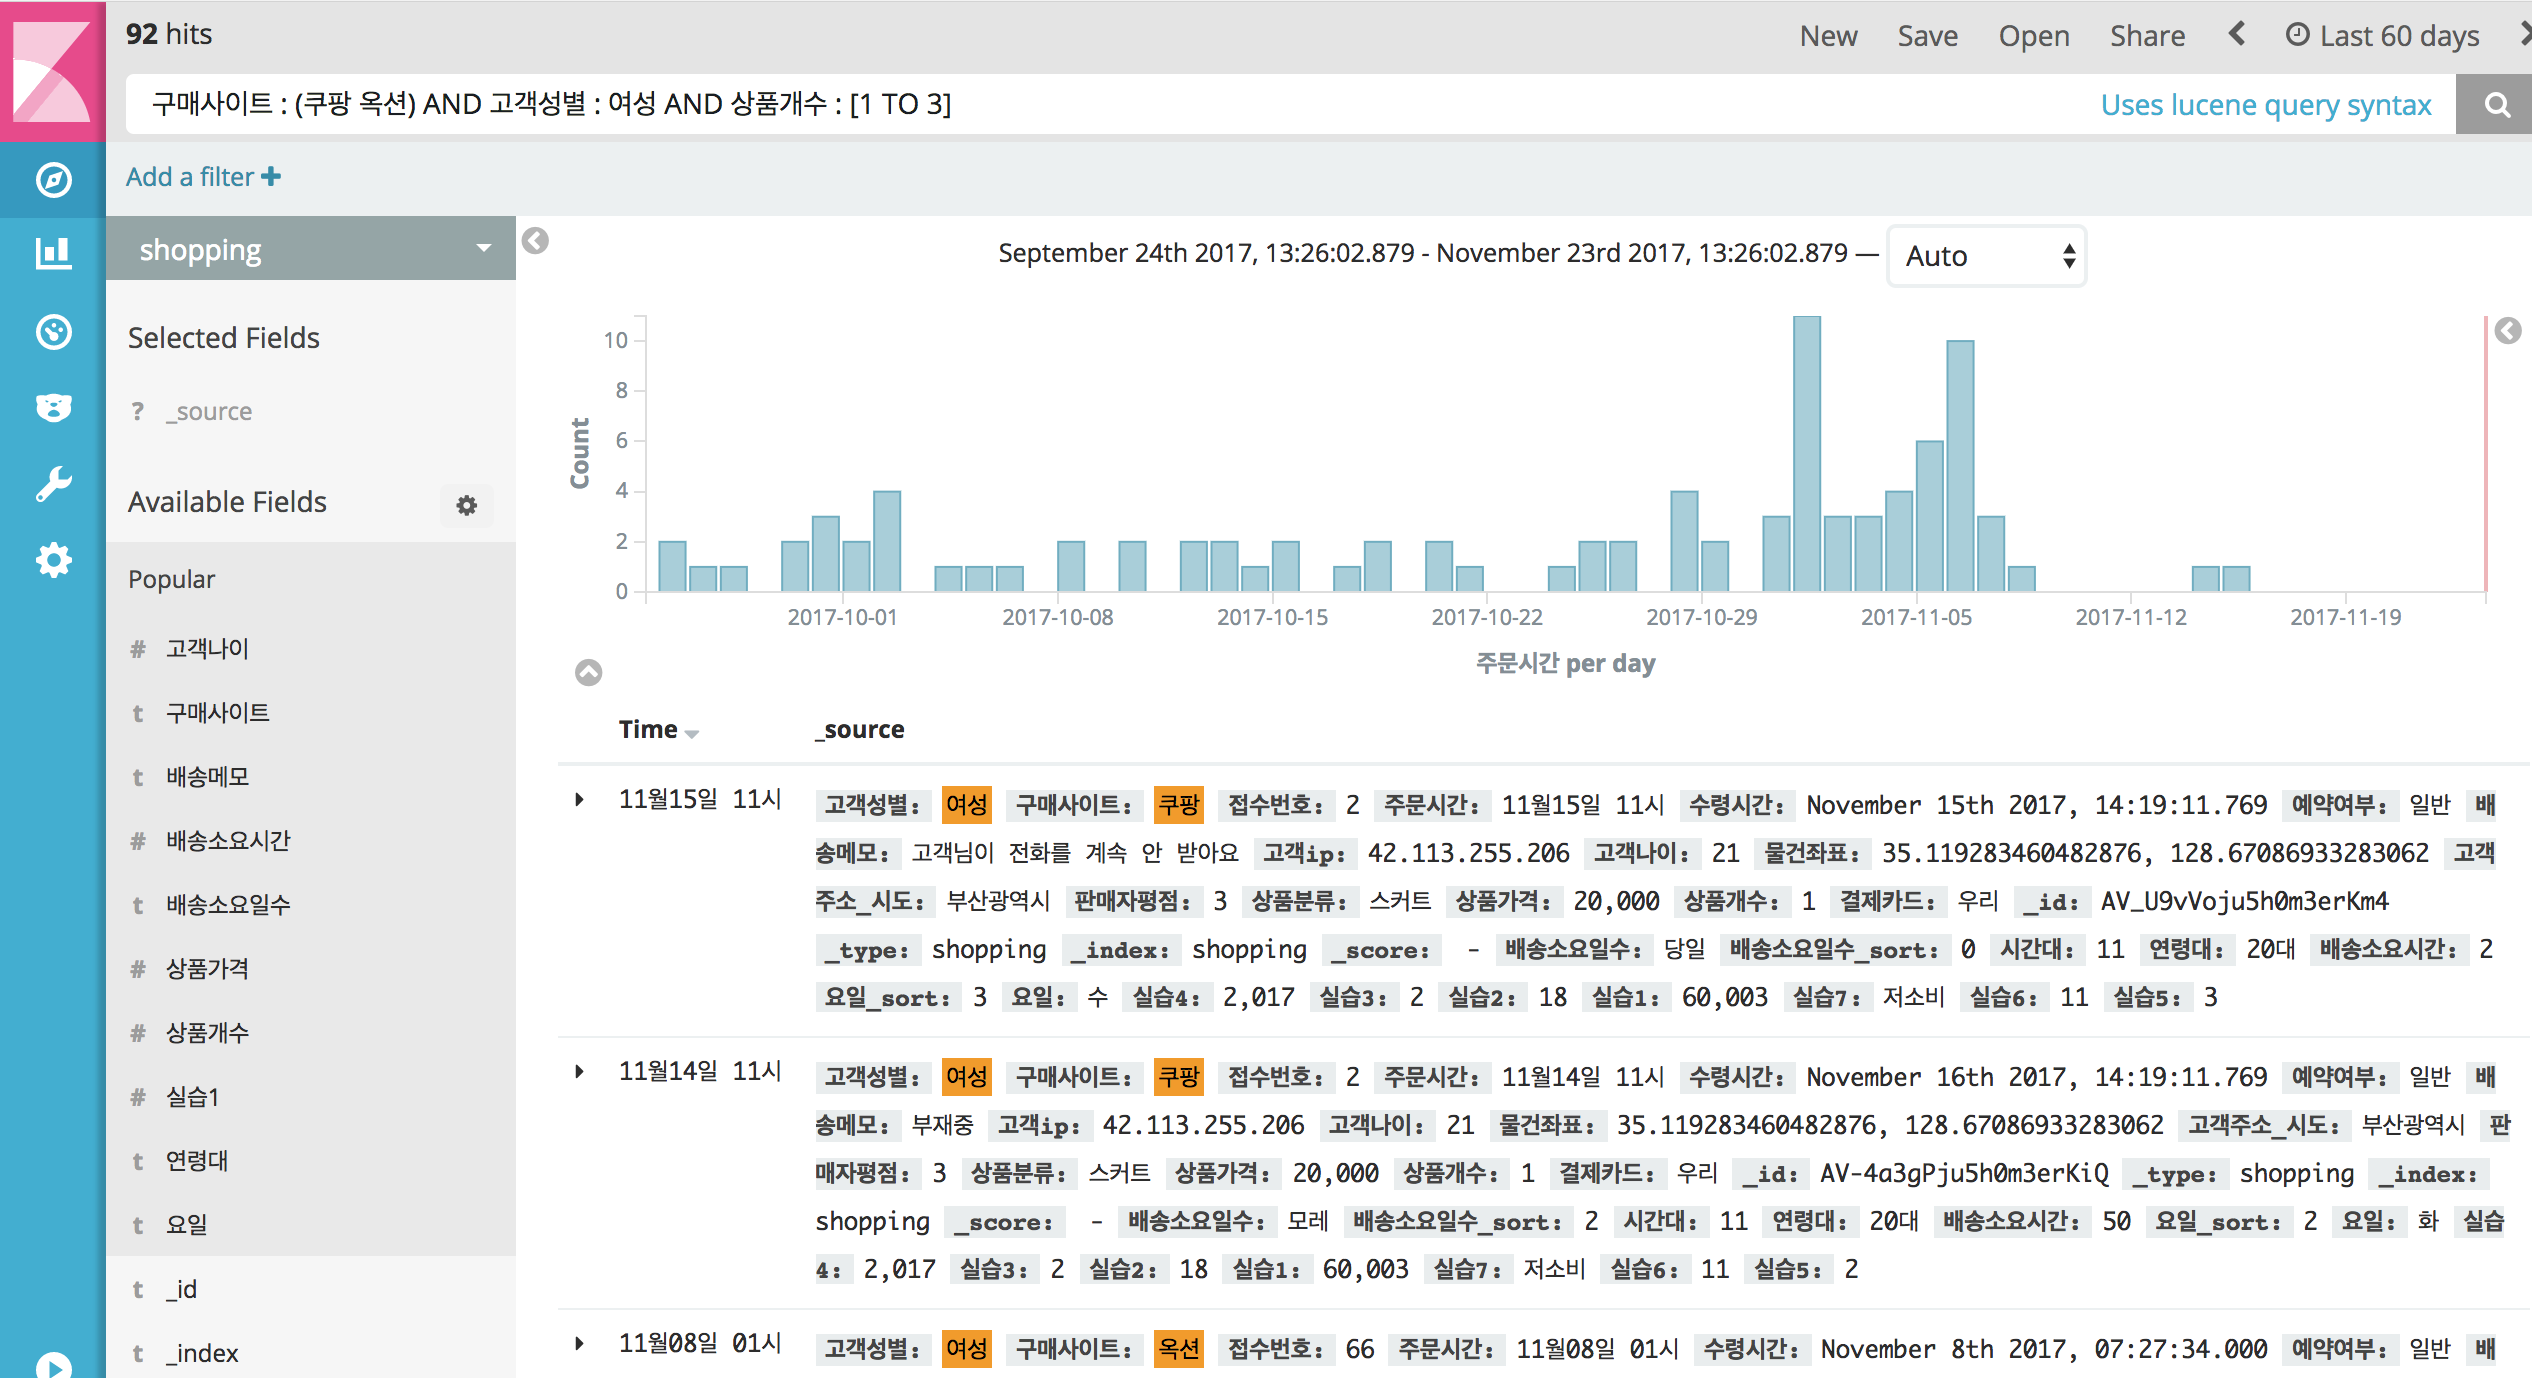 92 hits
New Save Open Share Last 60 days
구매사이트 : (쿠팡 옥션) AND 고객성별 : 여성 AND 상품개수 : [1 TO 3]
Uses lucene query syntax
Add a filter
shopping
Selected Fields
? _source
Available Fields
Popular
# 고객나이
t 구매사이트
t 배송메모
# 배송소요시간
t 배송소요일수
# 상품가격
# 상품개수
# 실습1
t 연령대
t 요일
t _id
t _index
September 24th 2017, 13:26:02.879 - November 23rd 2017, 13:26:02.879 — Auto
Count
10
8
6
4
2
0
2017-10-01 2017-10-08 2017-10-15 2017-10-22 2017-10-29 2017-11-05 2017-11-12 2017-11-19
주문시간 per day
Time _source
11월15일 11시 고객성별: 여성 구매사이트: 쿠팡 접수번호: 2 주문시간: 11월15일 11시 수령시간: November 15th 2017, 14:19:11.769 예약여부: 일반 배
송메모: 고객님이 전화를 계속 안 받아요 고객ip: 42.113.255.206 고객나이: 21 물건좌표: 35.119283460482876, 128.67086933283062 고객
주소_시도: 부산광역시 판매자평점: 3 상품분류: 스커트 상품가격: 20,000 상품개수: 1 결제카드: 우리 _id: AV_U9vVoju5h0m3erKm4
_type: shopping _index: shopping _score: - 배송소요일수: 당일 배송소요일수_sort: 0 시간대: 11 연령대: 20대 배송소요시간: 2
요일_sort: 3 요일: 수 실습4: 2,017 실습3: 2 실습2: 18 실습1: 60,003 실습7: 저소비 실습6: 11 실습5: 3
11월14일 11시 고객성별: 여성 구매사이트: 쿠팡 접수번호: 2 주문시간: 11월14일 11시 수령시간: November 16th 2017, 14:19:11.769 예약여부: 일반 배
송메모: 부재중 고객ip: 42.113.255.206 고객나이: 21 물건좌표: 35.119283460482876, 128.67086933283062 고객주소_시도: 부산광역시 판
매자평점: 3 상품분류: 스커트 상품가격: 20,000 상품개수: 1 결제카드: 우리 _id: AV-4a3gPju5h0m3erKiQ _type: shopping _index:
shopping _score: - 배송소요일수: 모레 배송소요일수_sort: 2 시간대: 11 연령대: 20대 배송소요시간: 50 요일_sort: 2 요일: 화 실습
4: 2,017 실습3: 2 실습2: 18 실습1: 60,003 실습7: 저소비 실습6: 11 실습5: 2
11월08일 01시 고객성별: 여성 구매사이트: 옥션 접수번호: 66 주문시간: 11월08일 01시 수령시간: November 8th 2017, 07:27:34.000 예약여부: 일반 배